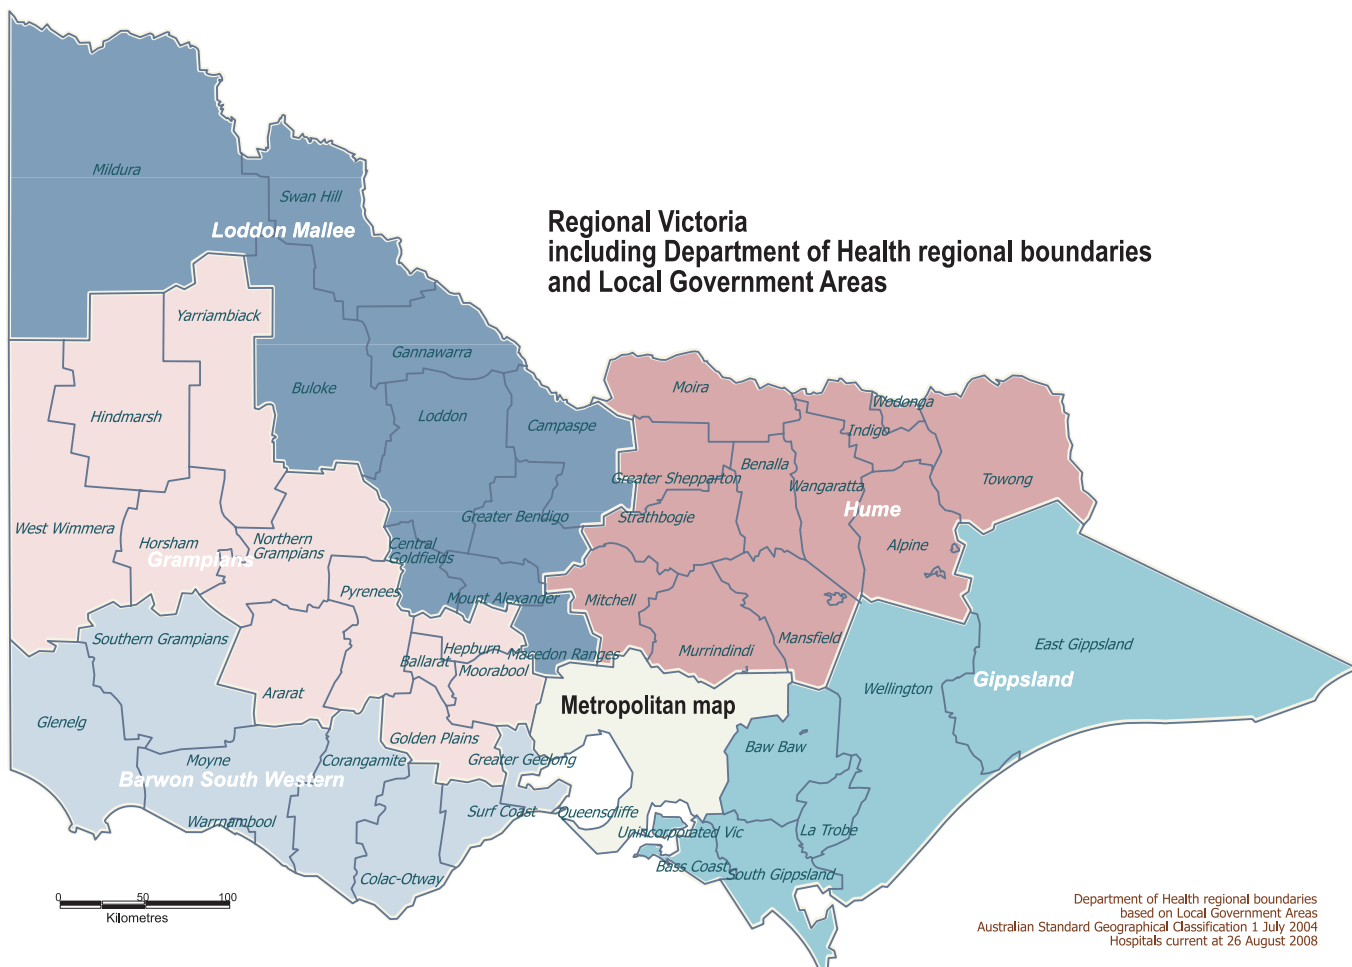 Mildura
Swan Hill
Regional Victoria
including Department of Health regional boundaries
and Local Government Areas
Loddon Mallee
Yarriambiack
Gannawarra
Buloke
Moira
Wodonga
Hindmarsh
Loddon
Campaspe
Indigo
Benalla
Greater Shepparton
Wangaratta
Towong
Hume
West Wimmera
Greater Bendigo
Strathbogie
Horsham
Northern
Grampians
Grampians
Central
Goldfields
Alpine
Pyrenees
Mount Alexander
Mitchell
Southern Grampians
Hepburn
Macedon Ranges
Murrindindi
Mansfield
East Gippsland
Ballarat
Moorabool
Gippsland
Ararat
Wellington
Metropolitan map
Glenelg
Golden Plains
Moyne
Corangamite
Greater Geelong
Baw Baw
Barwon South Western
Warrnambool
Surf Coast
Queenscliffe
Unincorporated Vic
La Trobe
Bass Coast
South Gippsland
Colac-Otway
0 50 100
Kilometres
Department of Health regional boundaries
based on Local Government Areas
Australian Standard Geographical Classification 1 July 2004
Hospitals current at 26 August 2008